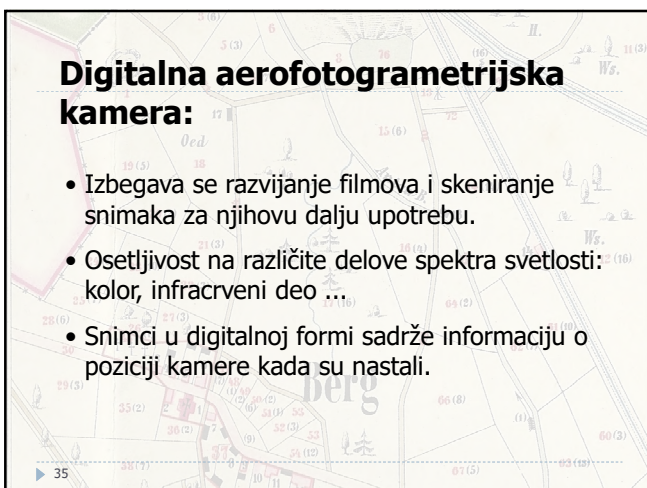 Digitalna aerofotogrametrijska
kamera:
• Izbegava se razvijanje filmova i skeniranje
snimaka za njihovu dalju upotrebu.
• Osetljivost na različite delove spektra svetlosti:
kolor, infracrveni deo ...
• Snimci u digitalnoj formi sadrže informaciju o
poziciji kamere kada su nastali.
Berg
35